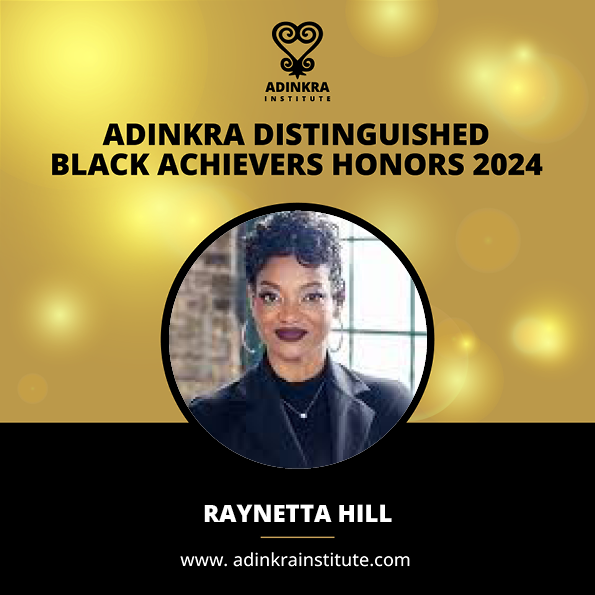 ADINKRA
INSTITUTE
ADINKRA DISTINGUISHED
BLACK ACHIEVERS HONORS 2024
RAYNETTA HILL
www. adinkrainstitute.com